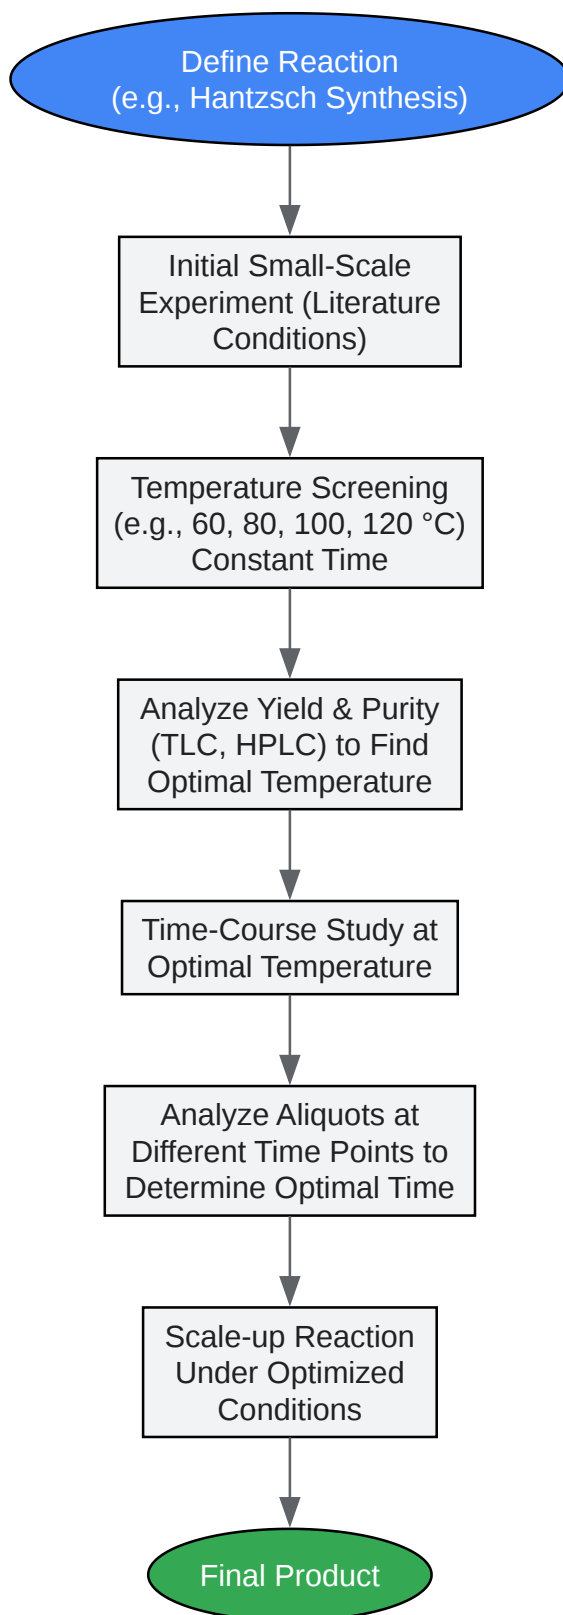 Define Reaction
(e.g., Hantzsch Synthesis)
Initial Small-Scale
Experiment (Literature
Conditions)
Temperature Screening
(e.g., 60, 80, 100, 120 °C)
Constant Time
Analyze Yield & Purity
(TLC, HPLC) to Find
Optimal Temperature
Time-Course Study at
Optimal Temperature
Analyze Aliquots at
Different Time Points to
Determine Optimal Time
Scale-up Reaction
Under Optimized
Conditions
Final Product